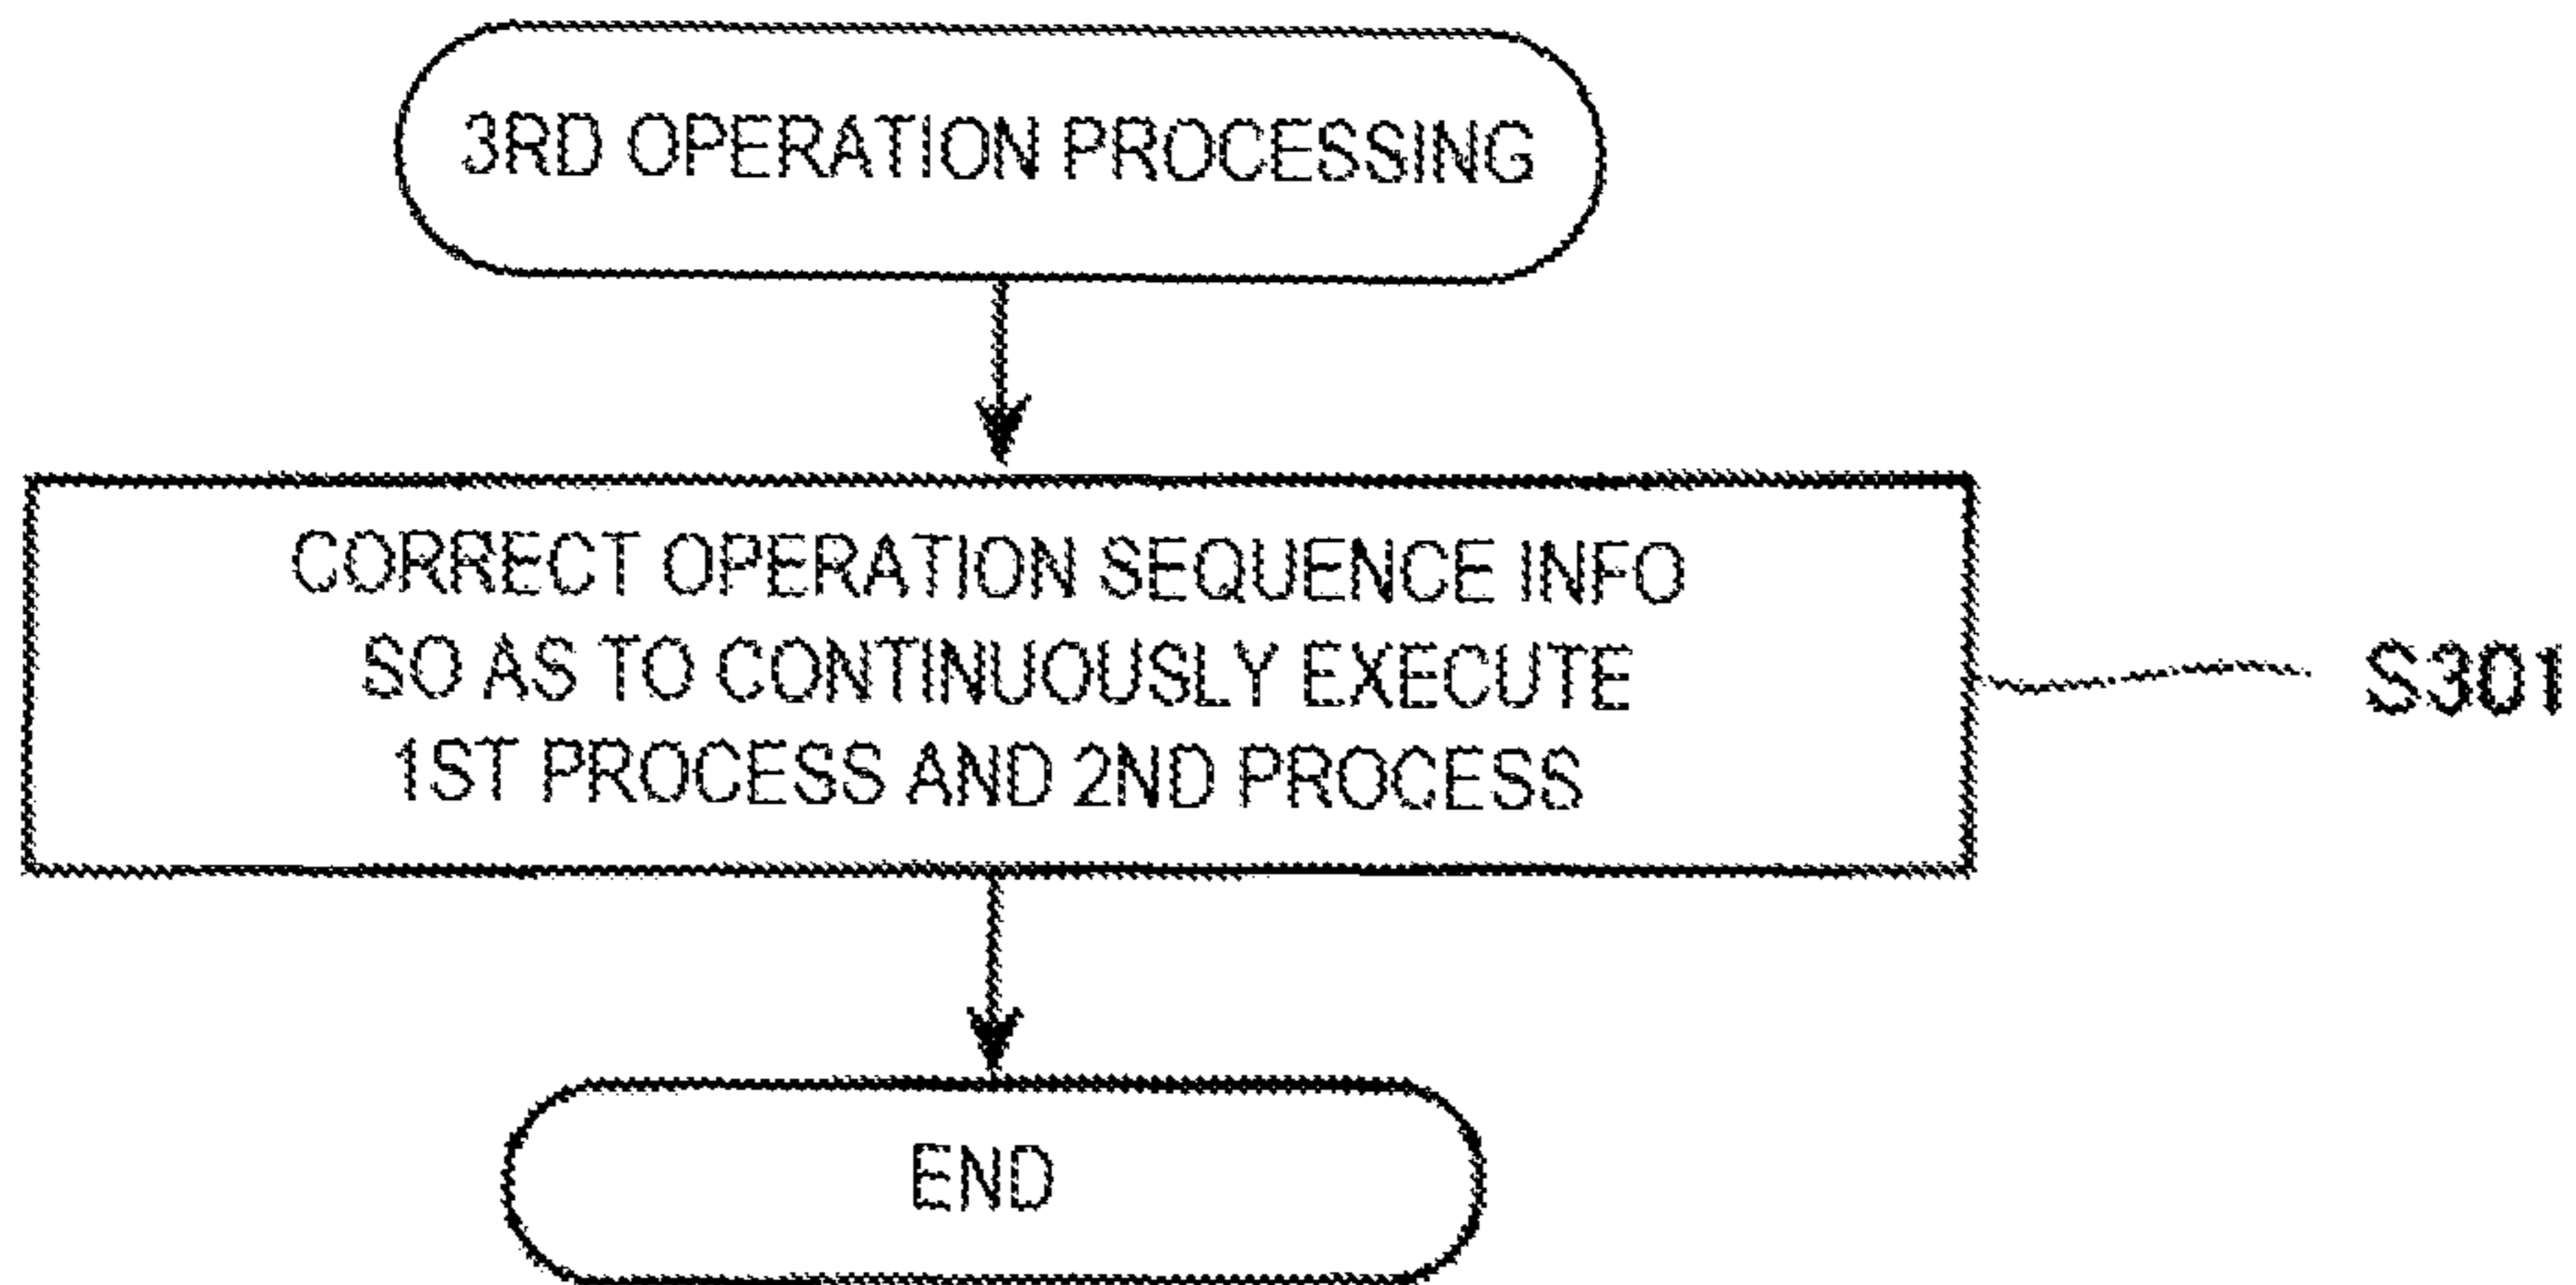 3RD OPERATION PROCESSING
CORRECT OPERATION SEQUENCE INFO
SO AS TO CONTINUOUSLY EXECUTE
1ST PROCESS AND 2ND PROCESS
S301
END